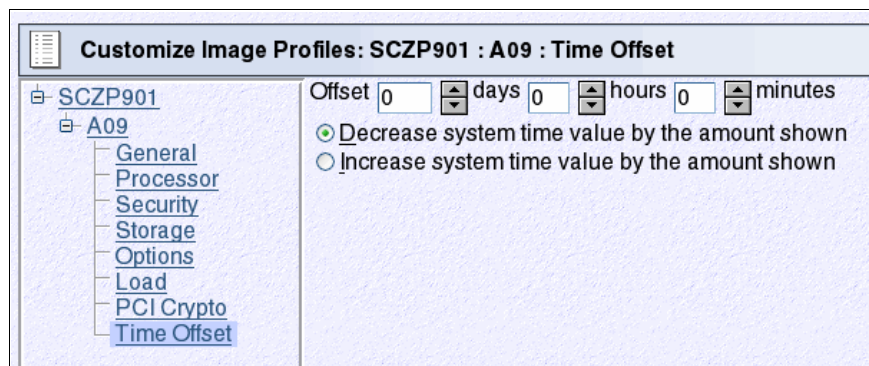 Customize Image Profiles: SCZP901 : A09 : Time Offset
SCZP901
A09
General
Processor
Security
Storage
Options
Load
PCI Crypto
Time Offset
Offset 0 days 0 hours 0 minutes
Decrease system time value by the amount shown
Increase system time value by the amount shown